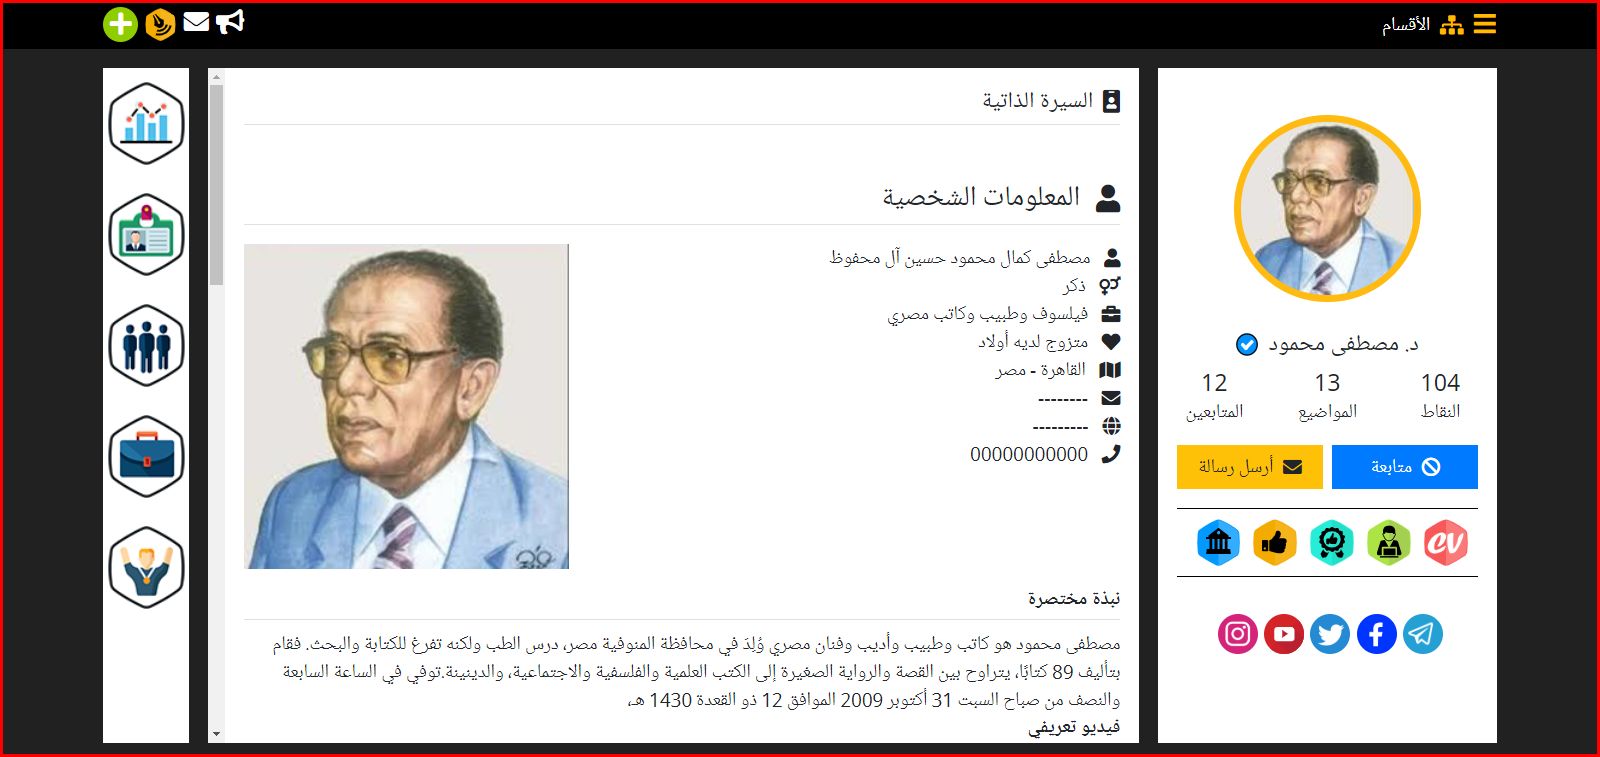 الأقسام
د. مصطفى محمود
104 13 12
النقاط المواضيع المتابعين
متابعة أرسل رسالة
CV
السيرة الذاتية
المعلومات الشخصية
مصطفى كمال محمود حسين آل محفوظ
ذكر
فيلسوف وطبيب وكاتب مصري
متزوج لديه أولاد
القاهرة - مصر
--------
---------
00000000000
نبذة مختصرة
مصطفى محمود هو كاتب وطبيب وأديب وفنان مصري وُلِدَ في محافظة المنوفية مصر، درس الطب ولكنه تفرغ للكتابة والبحث. فقام
بتأليف 89 كتابًا، يتراوح بين القصة والرواية الصغيرة إلى الكتب العلمية والفلسفية والاجتماعية، والدينينة.توفي في الساعة السابعة
والنصف من صباح السبت 31 أكتوبر 2009 الموافق 12 ذو القعدة 1430 هـ،
فيديو تعريفي